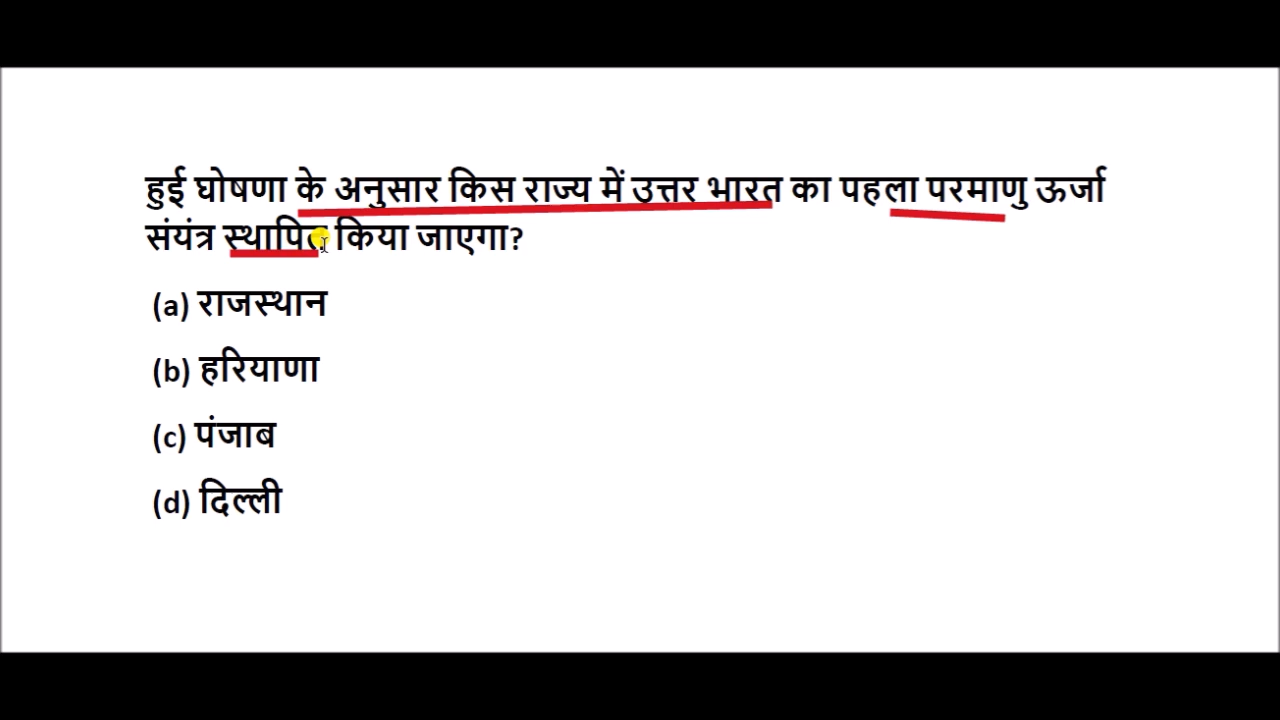 हुई घोषणा के अनुसार किस राज्य में उत्तर भारत का पहला परमाणु ऊर्जा
संयंत्र स्थापित किया जाएगा?
(a) राजस्थान
(b) हरियाणा
(c) पंजाब
(d) दिल्ली